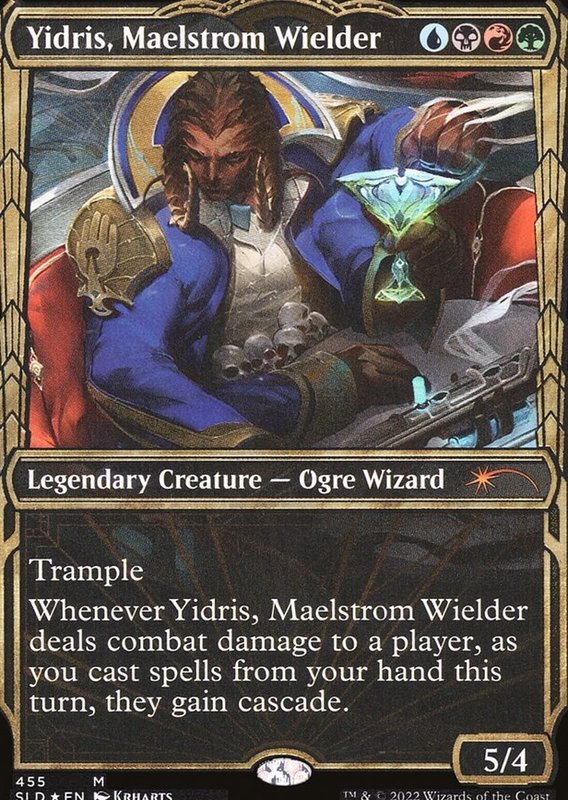 Yidris, Maelstrom Wielder
Legendary Creature — Ogre Wizard
Trample
Whenever Yidris, Maelstrom Wielder
deals combat damage to a player, as
you cast spells from your hand this
turn, they gain cascade.
5/4
455 M
SLD ★ EN Krharts
™ & © 2022 Wizards of the Coast